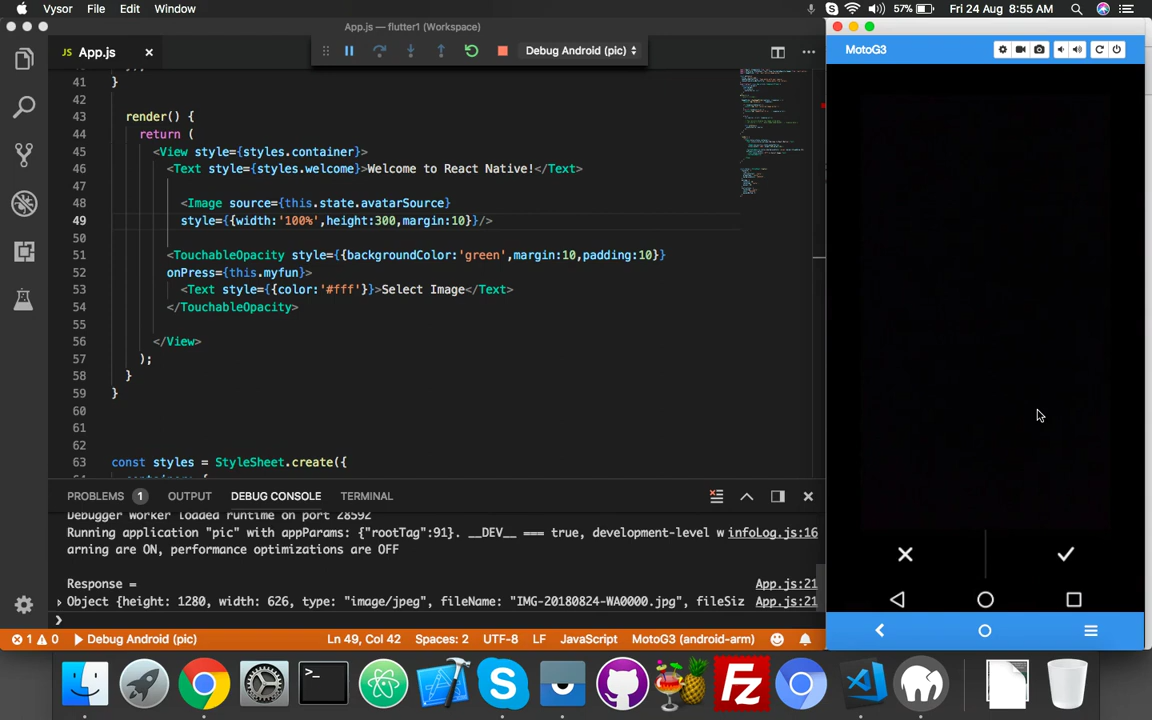 Vysor File Edit Window 57% Fri 24 Aug 8:55 AM
App.js — flutter1 (Workspace)
MotoG3
JS App.js
Debug Android (pic)
41 }
42
43 render() {
44 return (
45 <View style={styles.container}>
46 <Text style={styles.welcome}>Welcome to React Native!</Text>
47
48 <Image source={this.state.avatarSource}
49 style={{width:'100%',height:300,margin:10}}/>
50
51 <TouchableOpacity style={{backgroundColor:'green',margin:10,padding:10}}
52 onPress={this.myfun}>
53 <Text style={{color:'#fff'}}>Select Image</Text>
54 </TouchableOpacity>
55
56 </View>
57 );
58 }
59 }
60
61
62
63 const styles = StyleSheet.create({
PROBLEMS 1 OUTPUT DEBUG CONSOLE TERMINAL
Debugger Worker loaded runtime on port 28592
Running application "pic" with appParams: {"rootTag":91}. __DEV__ === true, development-level w infoLog.js:16
arning are ON, performance optimizations are OFF
Response = App.js:21
Object {height: 1280, width: 626, type: "image/jpeg", fileName: "IMG-20180824-WA0000.jpg", fileSiz App.js:21
1 0 Debug Android (pic) Ln 49, Col 42 Spaces: 2 UTF-8 LF JavaScript MotoG3 (android-arm)